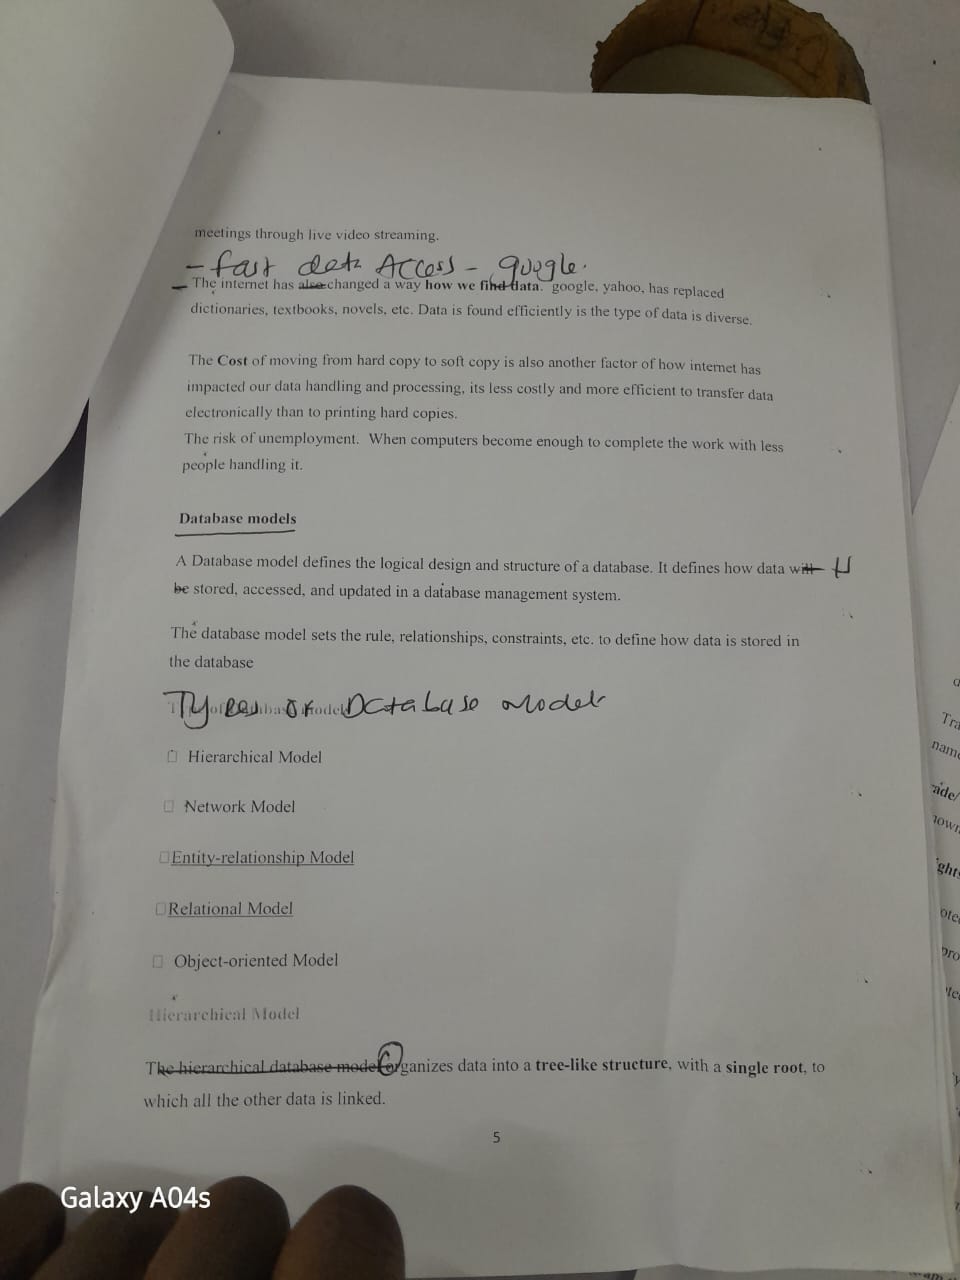 meetings through live video streaming.
- fast data Access - google.
The internet has also changed a way how we find data. google, yahoo, has replaced
dictionaries, textbooks, novels, etc. Data is found efficiently is the type of data is diverse.
The Cost of moving from hard copy to soft copy is also another factor of how internet has
impacted our data handling and processing, its less costly and more efficient to transfer data
electronically than to printing hard copies.
The risk of unemployment. When computers become enough to complete the work with less
people handling it.
Database models
A Database model defines the logical design and structure of a database. It defines how data will
be stored, accessed, and updated in a database management system.
The database model sets the rule, relationships, constraints, etc. to define how data is stored in
the database
Types of Database Model
Hierarchical Model
Network Model
Entity-relationship Model
Relational Model
Object-oriented Model
Hierarchical Model
The hierarchical database model organizes data into a tree-like structure, with a single root, to
which all the other data is linked.
5
Tra
name
ade/
nown
ghts
pro
Galaxy A04s